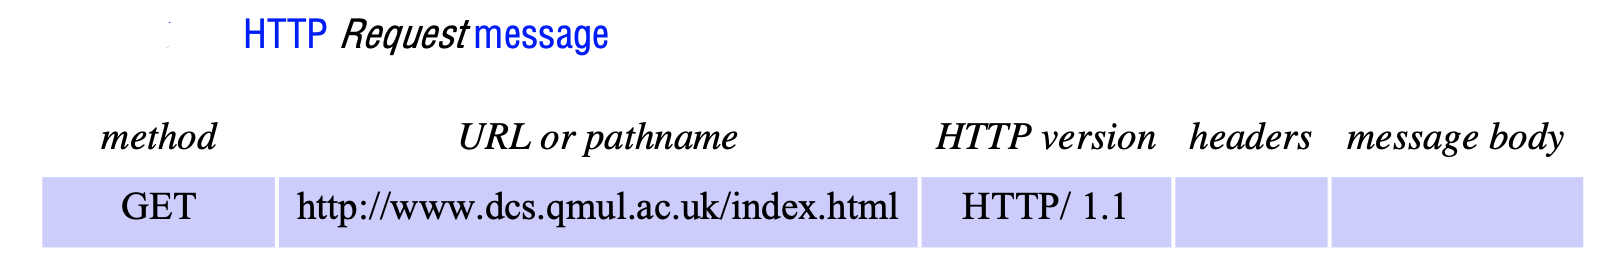 HTTP Request message
method URL or pathname HTTP version headers message body
GET http://www.dcs.qmul.ac.uk/index.html HTTP/ 1.1